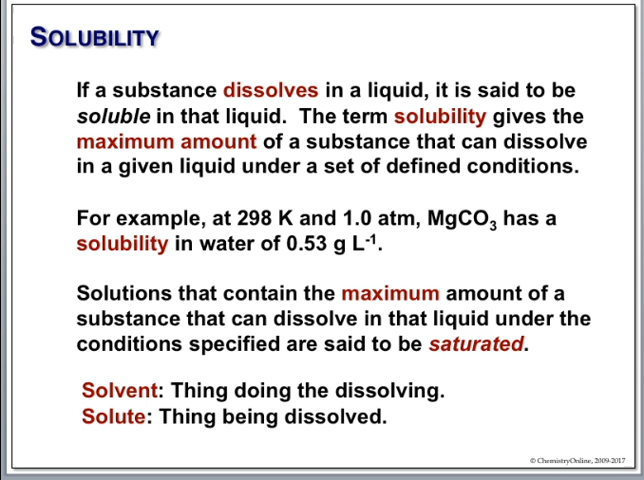 SOLUBILITY
If a substance dissolves in a liquid, it is said to be
soluble in that liquid. The term solubility gives the
maximum amount of a substance that can dissolve
in a given liquid under a set of defined conditions.
For example, at 298 K and 1.0 atm, MgCO₃ has a
solubility in water of 0.53 g L⁻¹.
Solutions that contain the maximum amount of a
substance that can dissolve in that liquid under the
conditions specified are said to be saturated.
Solvent: Thing doing the dissolving.
Solute: Thing being dissolved.
© ChemistryOnline, 2009-2017